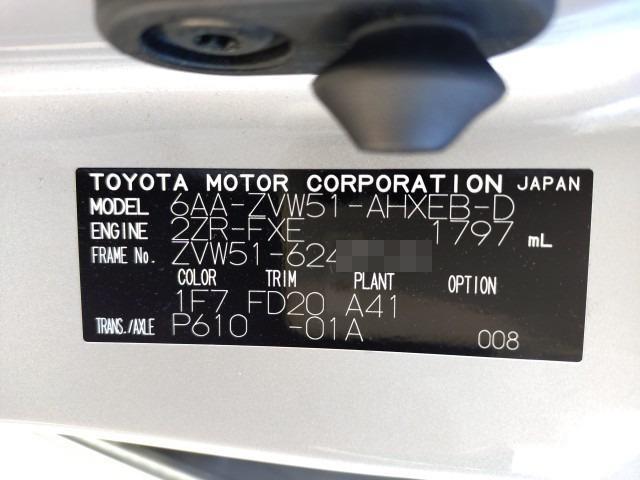 TOYOTA MOTOR CORPORATION JAPAN
MODEL 6AA-ZVW51-AHXEB-D
ENGINE 2ZR-FXE 1797 mL
FRAME No. ZVW51-624
COLOR TRIM PLANT OPTION
1F7 FD20 A41
TRANS./AXLE P610 -01A 008